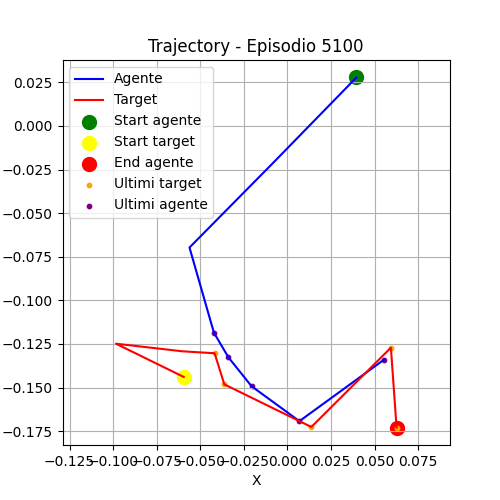 Trajectory - Episodio 5100
Agente
Target
Start agente
Start target
End agente
Ultimi target
Ultimi agente
0.025
0.000
−0.025
−0.050
−0.075
−0.100
−0.125
−0.150
−0.175
−0.125 −0.100 −0.075 −0.050 −0.025 0.000 0.025 0.050 0.075
X